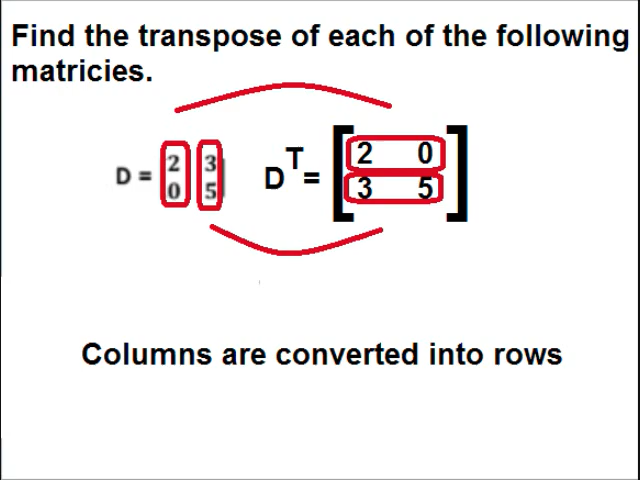 Find the transpose of each of the following
matricies.
D = 2 3 D^T = [ 2 0 ]
0 5 3 5
Columns are converted into rows